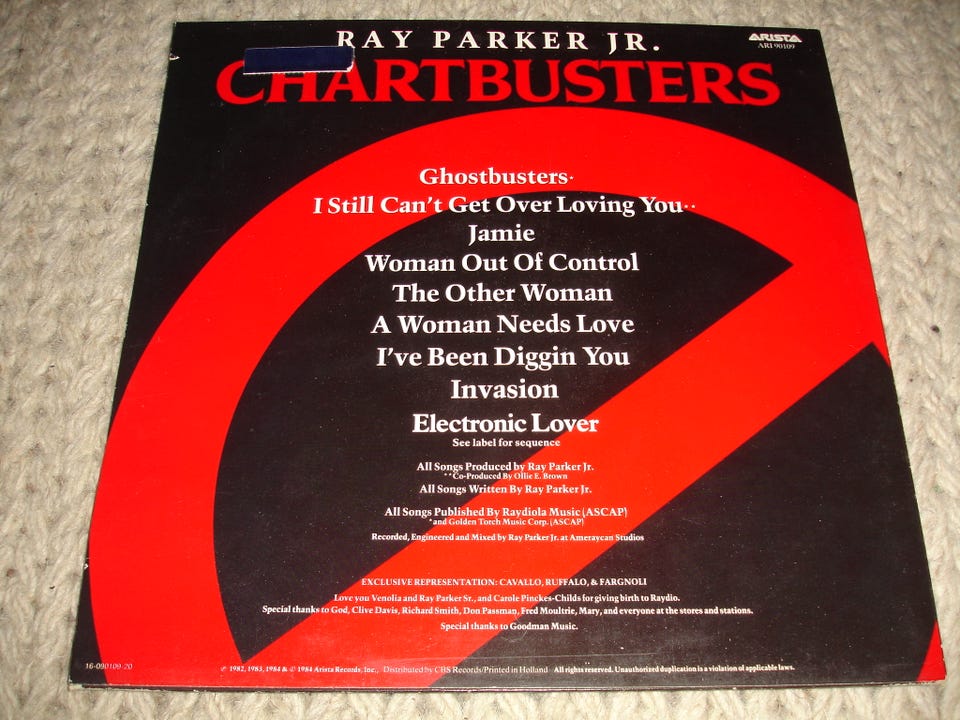 RAY PARKER JR.
ARISTA
ARI 90109
CHARTBUSTERS
Ghostbusters*
I Still Can't Get Over Loving You**
Jamie
Woman Out Of Control
The Other Woman
A Woman Needs Love
I've Been Diggin You
Invasion
Electronic Lover
See label for sequence
All Songs Produced by Ray Parker Jr.
**Co-Produced By Ollie E. Brown
All Songs Written By Ray Parker Jr.
All Songs Published By Raydiola Music (ASCAP)
*and Golden Torch Music Corp. (ASCAP)
Recorded, Engineered and Mixed by Ray Parker Jr. at Ameraycan Studios
EXCLUSIVE REPRESENTATION: CAVALLO, RUFFALO, & FARGNOLI
Love you Venolia and Ray Parker Sr., and Carole Pinckes-Childs for giving birth to Raydio.
Special thanks to God, Clive Davis, Richard Smith, Don Passman, Fred Moultrie, Mary, and everyone at the stores and stations.
Special thanks to Goodman Music.
16-090109-20
℗ 1982, 1983, 1984 & © 1984 Arista Records, Inc., Distributed by CBS Records/Printed in Holland All rights reserved. Unauthorized duplication is a violation of applicable laws.